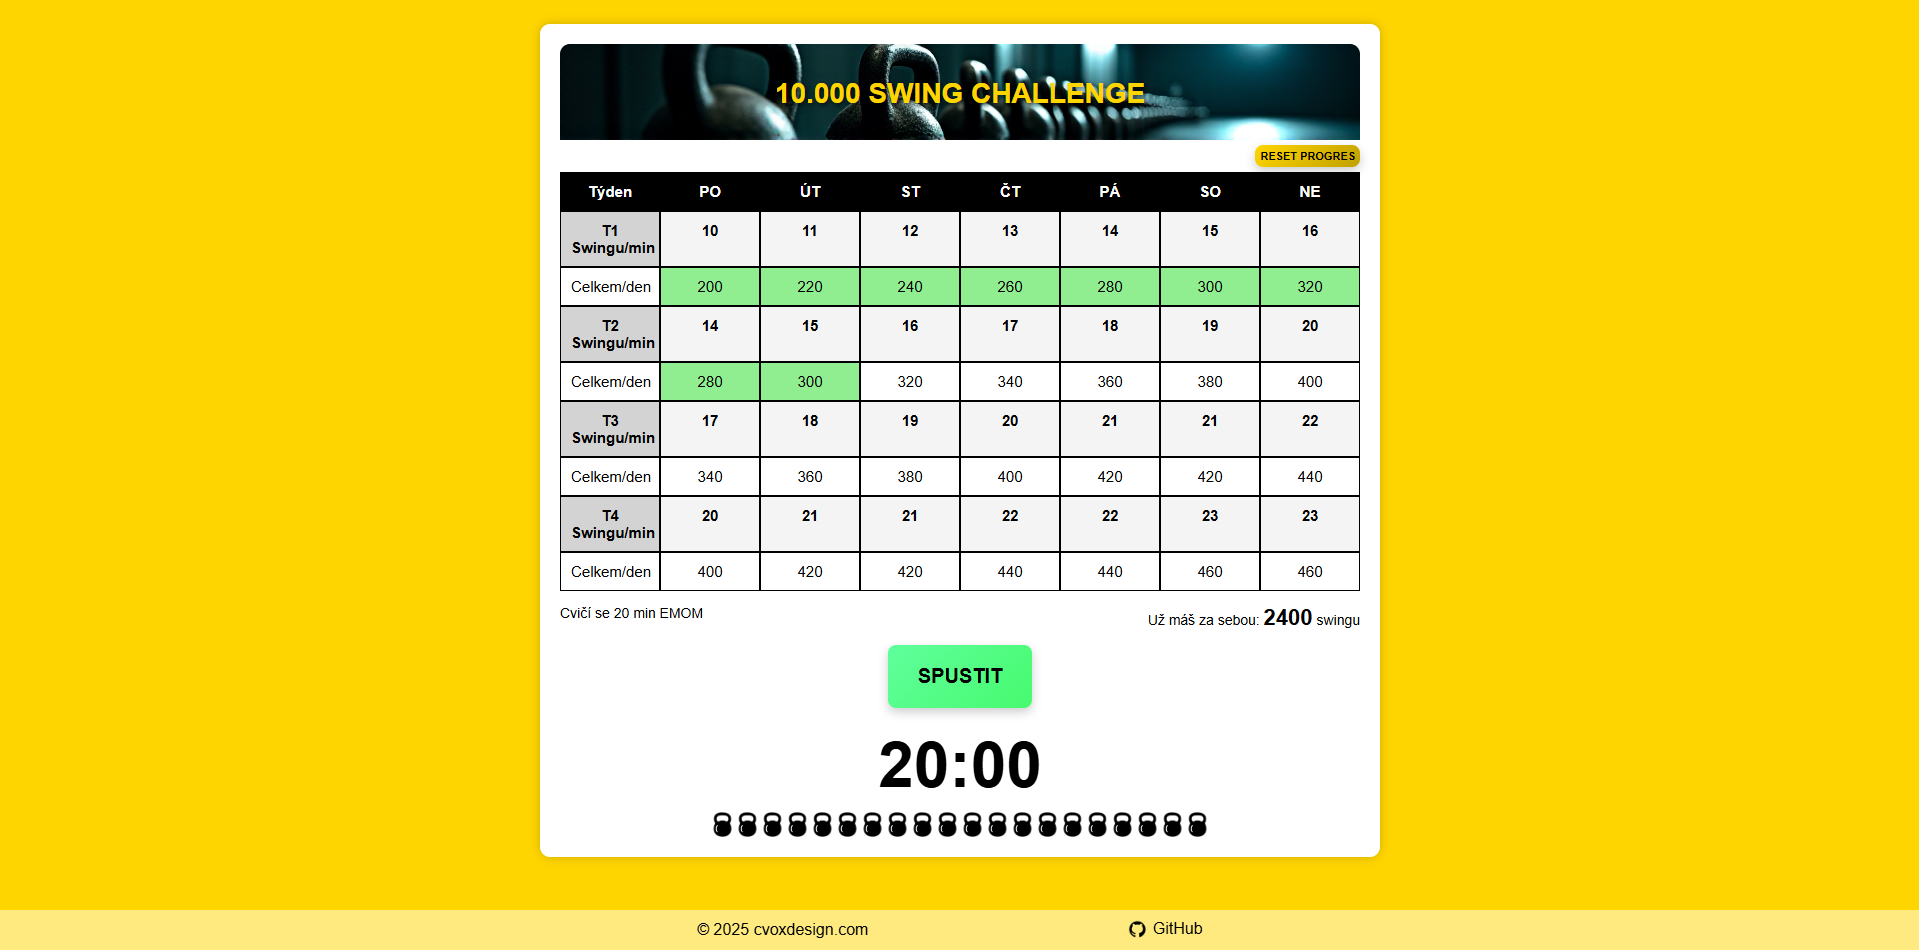 10.000 SWING CHALLENGE
RESET PROGRES
Týden PO ÚT ST ČT PÁ SO NE
T1 Swingu/min 10 11 12 13 14 15 16
Celkem/den 200 220 240 260 280 300 320
T2 Swingu/min 14 15 16 17 18 19 20
Celkem/den 280 300 320 340 360 380 400
T3 Swingu/min 17 18 19 20 21 21 22
Celkem/den 340 360 380 400 420 420 440
T4 Swingu/min 20 21 21 22 22 23 23
Celkem/den 400 420 420 440 440 460 460
Cvičí se 20 min EMOM
Už máš za sebou: 2400 swingu
SPUSTIT
20:00
© 2025 cvoxdesign.com
GitHub